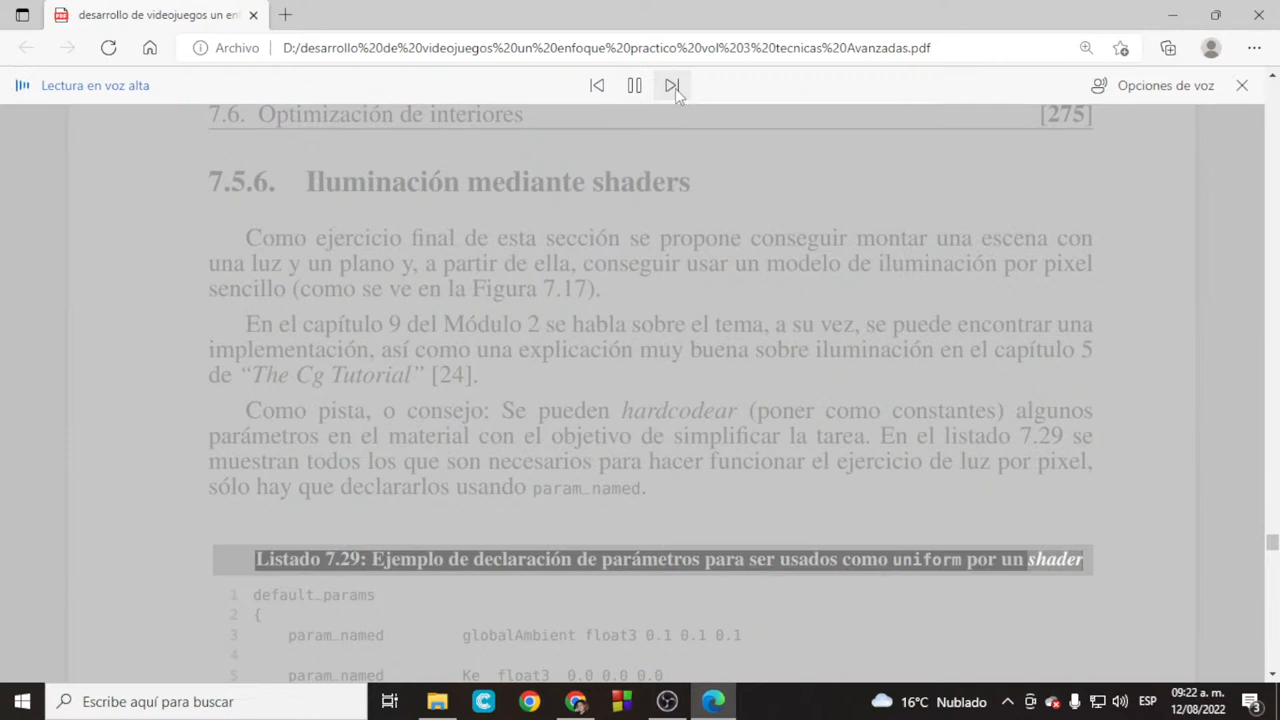 desarrollo de videojuegos un en
Archivo
D:/desarrollo%20de%20videojuegos%20un%20enfoque%20practico%20vol%203%20tecnicas%20Avanzadas.pdf
Lectura en voz alta
Opciones de voz
7.6. Optimización de interiores [275]
7.5.6. Iluminación mediante shaders
Como ejercicio final de esta sección se propone conseguir montar una escena con
una luz y un plano y, a partir de ella, conseguir usar un modelo de iluminación por pixel
sencillo (como se ve en la Figura 7.17).
En el capítulo 9 del Módulo 2 se habla sobre el tema, a su vez, se puede encontrar una
implementación, así como una explicación muy buena sobre iluminación en el capítulo 5
de “The Cg Tutorial” [24].
Como pista, o consejo: Se pueden hardcodear (poner como constantes) algunos
parámetros en el material con el objetivo de simplificar la tarea. En el listado 7.29 se
muestran todos los que son necesarios para hacer funcionar el ejercicio de luz por pixel,
sólo hay que declararlos usando param_named.
Listado 7.29: Ejemplo de declaración de parámetros para ser usados como uniform por un shader
1 default_params
2 {
3 param_named globalAmbient float3 0.1 0.1 0.1
4
5 param_named Ke float3 0.0 0.0 0.0
Escribe aquí para buscar
16°C Nublado
ESP
09:22 a. m.
12/08/2022
3